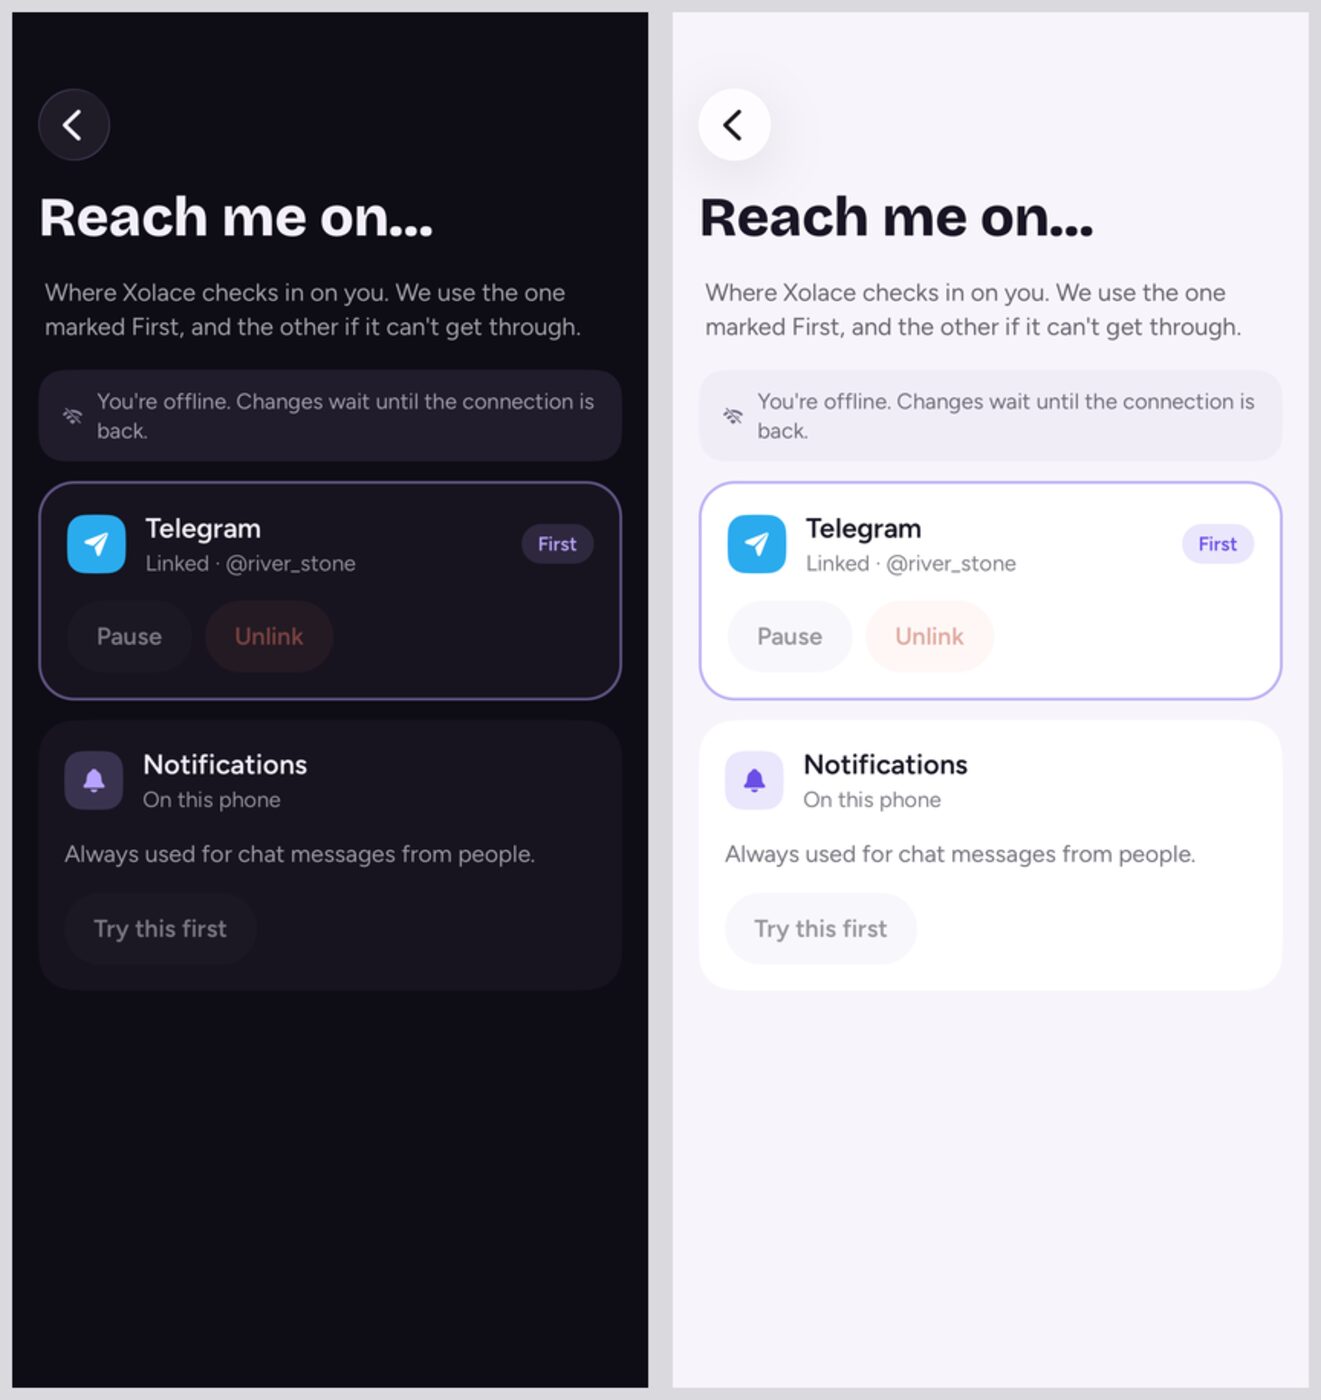 Reach me on...
Where Xolace checks in on you. We use the one
marked First, and the other if it can't get through.
You're offline. Changes wait until the connection is
back.
Telegram
First
Linked · @river_stone
Pause
Unlink
Notifications
On this phone
Always used for chat messages from people.
Try this first
Reach me on...
Where Xolace checks in on you. We use the one
marked First, and the other if it can't get through.
You're offline. Changes wait until the connection is
back.
Telegram
First
Linked · @river_stone
Pause
Unlink
Notifications
On this phone
Always used for chat messages from people.
Try this first